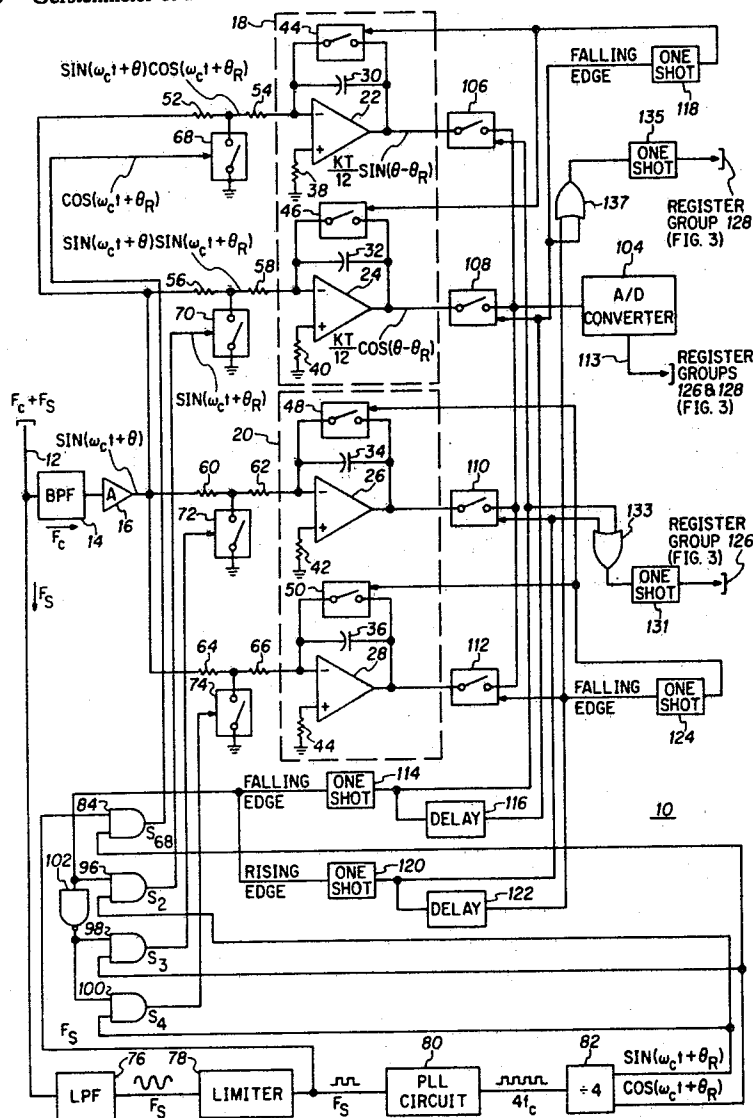 18
44
30
22
38
KT/12 SIN(θ-θR)
SIN(ωct+θ)COS(ωct+θR)
52
54
68
COS(ωct+θR)
SIN(ωct+θ)SIN(ωct+θR)
56
58
70
SIN(ωct+θR)
46
32
24
40
KT/12 COS(θ-θR)
106
108
FALLING EDGE
ONE SHOT
118
135
ONE SHOT
137
REGISTER GROUP 128 (FIG. 3)
104
A/D CONVERTER
113
REGISTER GROUPS 126 & 128 (FIG. 3)
Fc+Fs
12
SIN(ωct+θ)
BPF
14
A
16
Fc
Fs
20
48
34
26
42
60
62
72
50
36
28
44
64
66
74
110
112
133
REGISTER GROUP 126 (FIG. 3)
ONE SHOT
131
FALLING EDGE
ONE SHOT
124
10
FALLING EDGE
ONE SHOT
114
DELAY
116
RISING EDGE
ONE SHOT
120
DELAY
122
84
S68
102
96
S2
98
S3
100
S4
Fs
76
LPF
Fs
78
LIMITER
Fs
80
PLL CIRCUIT
4fc
82
÷4
SIN(ωct+θR)
COS(ωct+θR)